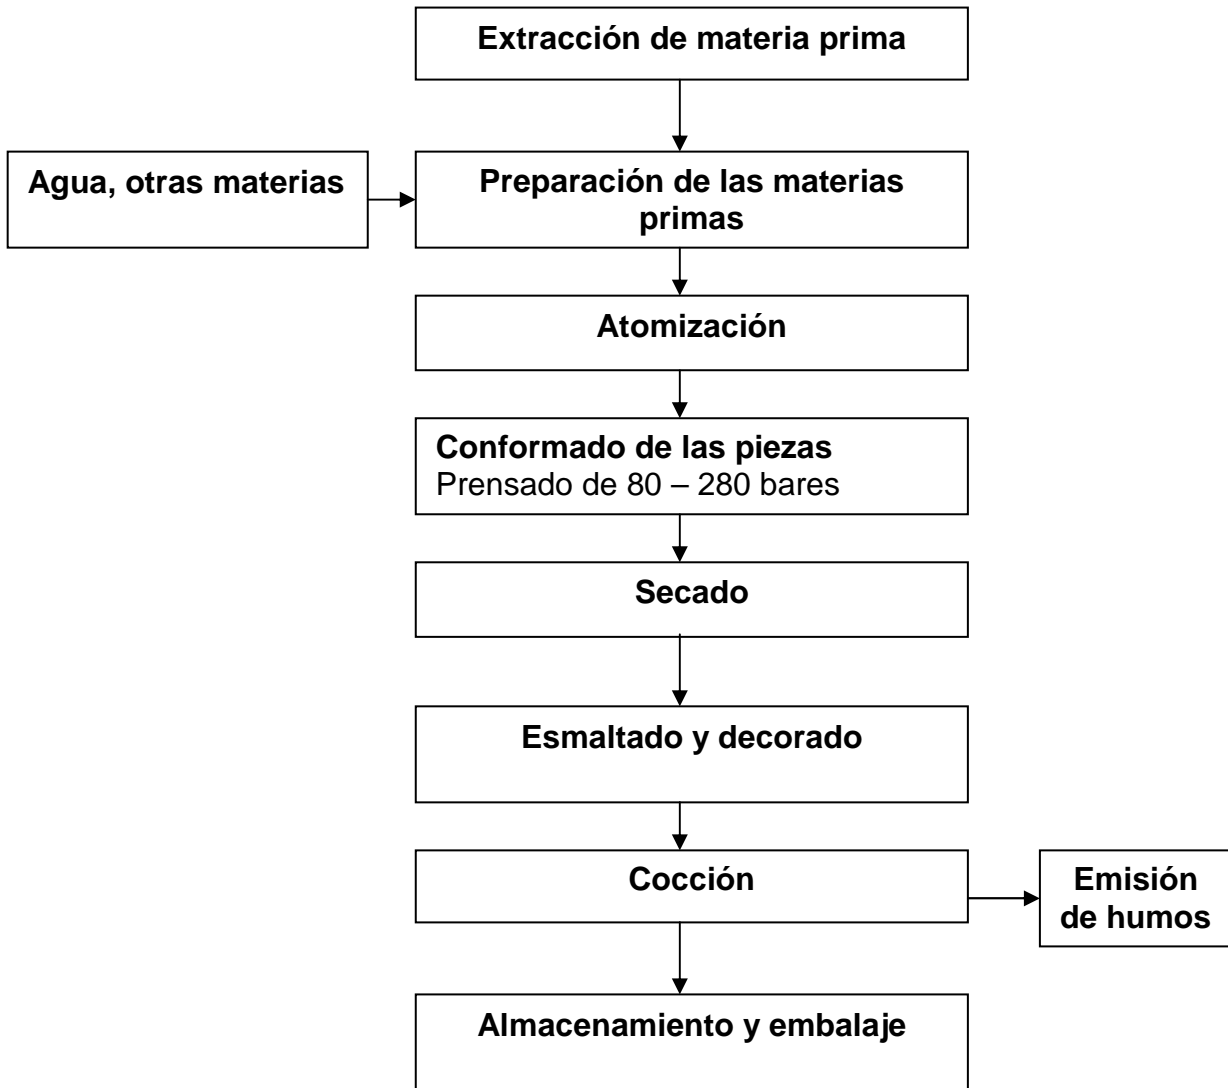 Extracción de materia prima
Agua, otras materias
Preparación de las materias
primas
Atomización
Conformado de las piezas
Prensado de 80 – 280 bares
Secado
Esmaltado y decorado
Cocción
Emisión
de humos
Almacenamiento y embalaje